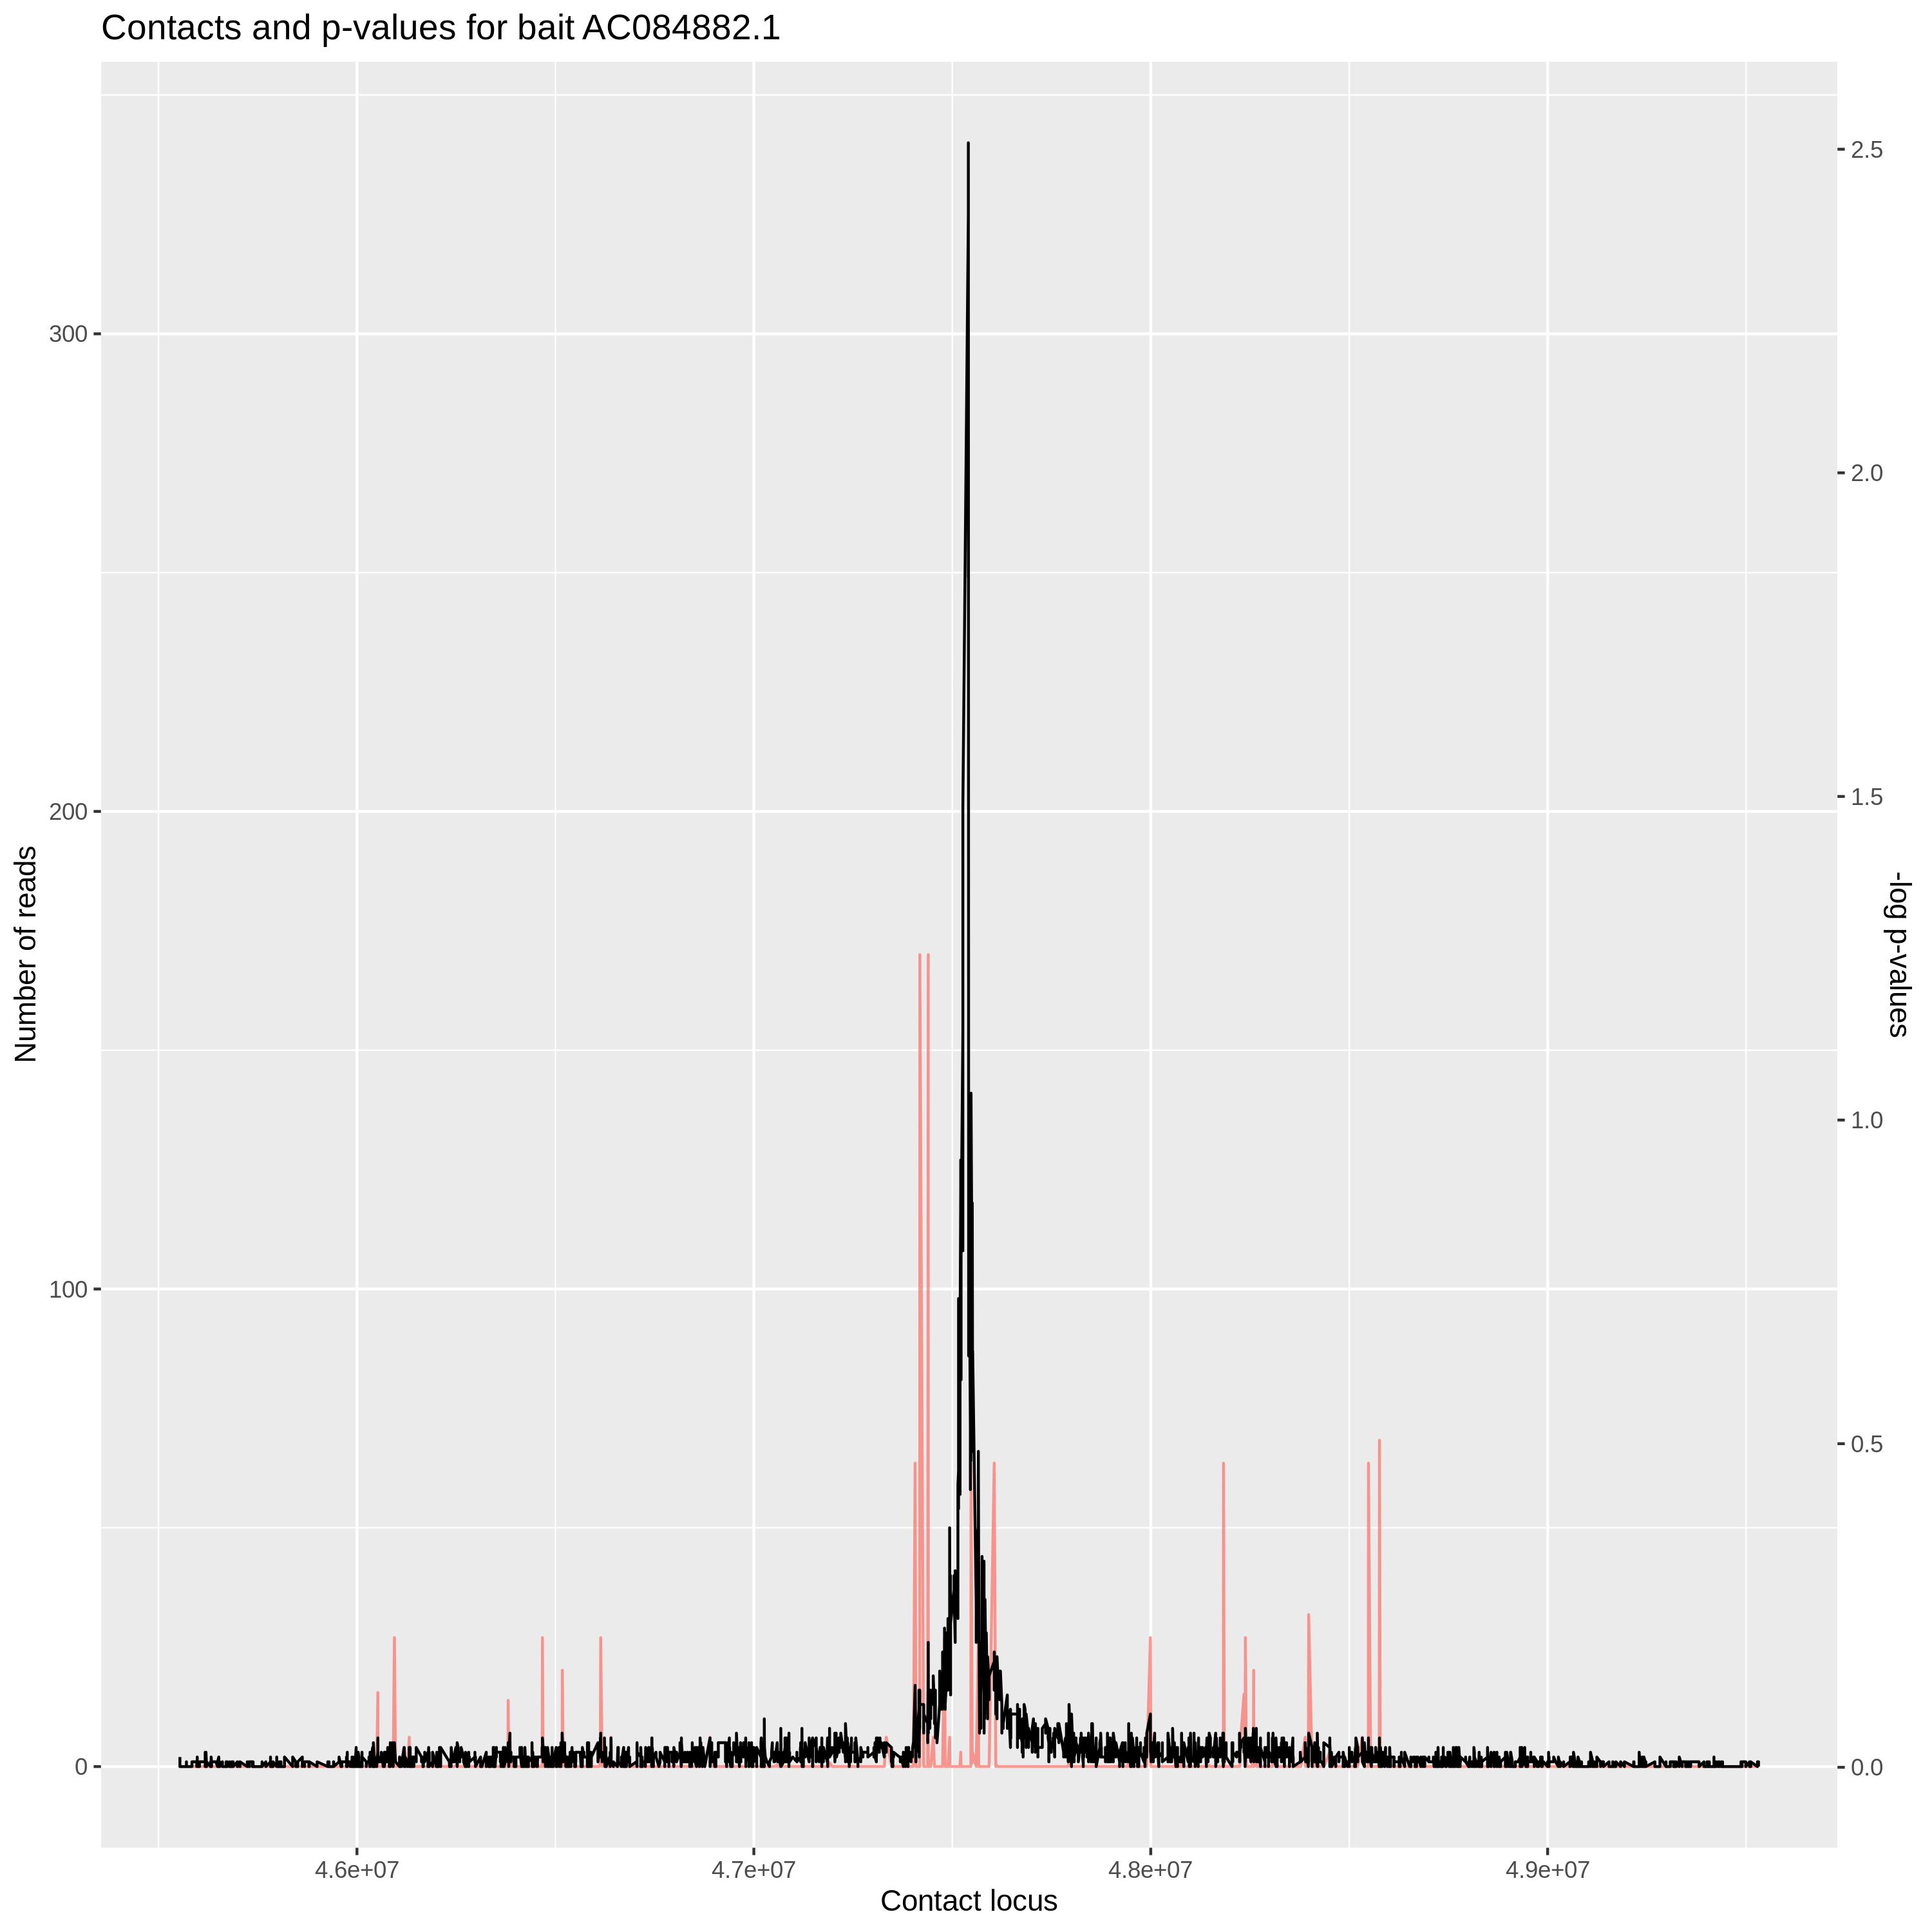 Contacts and p-values for bait AC084882.1
300
200
100
0
Number of reads
2.5
2.0
1.5
1.0
0.5
0.0
-log p-values
4.6e+07
4.7e+07
4.8e+07
4.9e+07
Contact locus